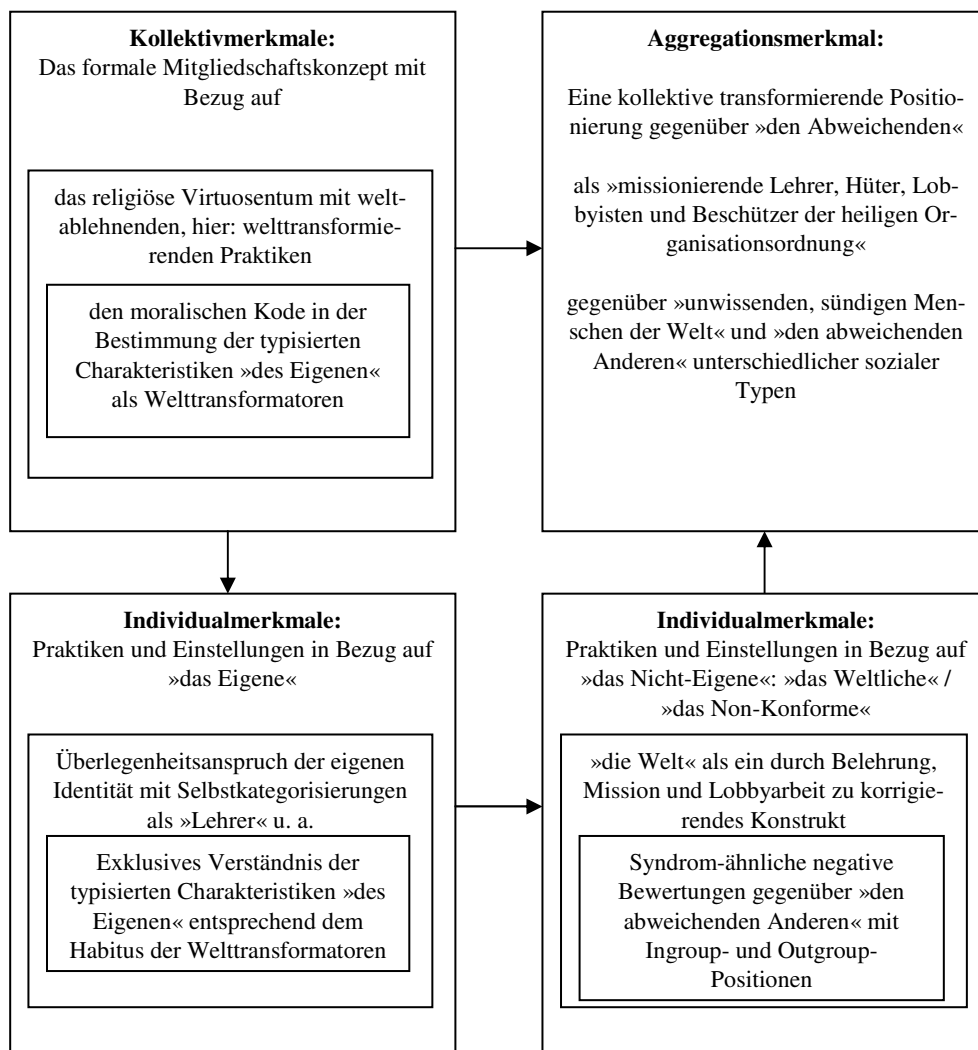 Kollektivmerkmale:
Das formale Mitgliedschaftskonzept mit
Bezug auf
das religiöse Virtuosentum mit welt-
ablehnenden, hier: welttransformie-
renden Praktiken
den moralischen Kode in der
Bestimmung der typisierten
Charakteristiken »des Eigenen«
als Welttransformatoren
Aggregationsmerkmal:
Eine kollektive transformierende Positio-
nierung gegenüber »den Abweichenden«
als »missionierende Lehrer, Hüter, Lob-
byisten und Beschützer der heiligen Or-
ganisationsordnung«
gegenüber »unwissenden, sündigen Men-
schen der Welt« und »den abweichenden
Anderen« unterschiedlicher sozialer
Typen
Individualmerkmale:
Praktiken und Einstellungen in Bezug auf
»das Eigene«
Überlegenheitsanspruch der eigenen
Identität mit Selbstkategorisierungen
als »Lehrer« u. a.
Exklusives Verständnis der
typisierten Charakteristiken »des
Eigenen« entsprechend dem
Habitus der Welttransformatoren
Individualmerkmale:
Praktiken und Einstellungen in Bezug auf
»das Nicht-Eigene«: »das Weltliche« /
»das Non-Konforme«
»die Welt« als ein durch Belehrung,
Mission und Lobbyarbeit zu korrigie-
rendes Konstrukt
Syndrom-ähnliche negative
Bewertungen gegenüber »den
abweichenden Anderen« mit
Ingroup- und Outgroup-
Positionen